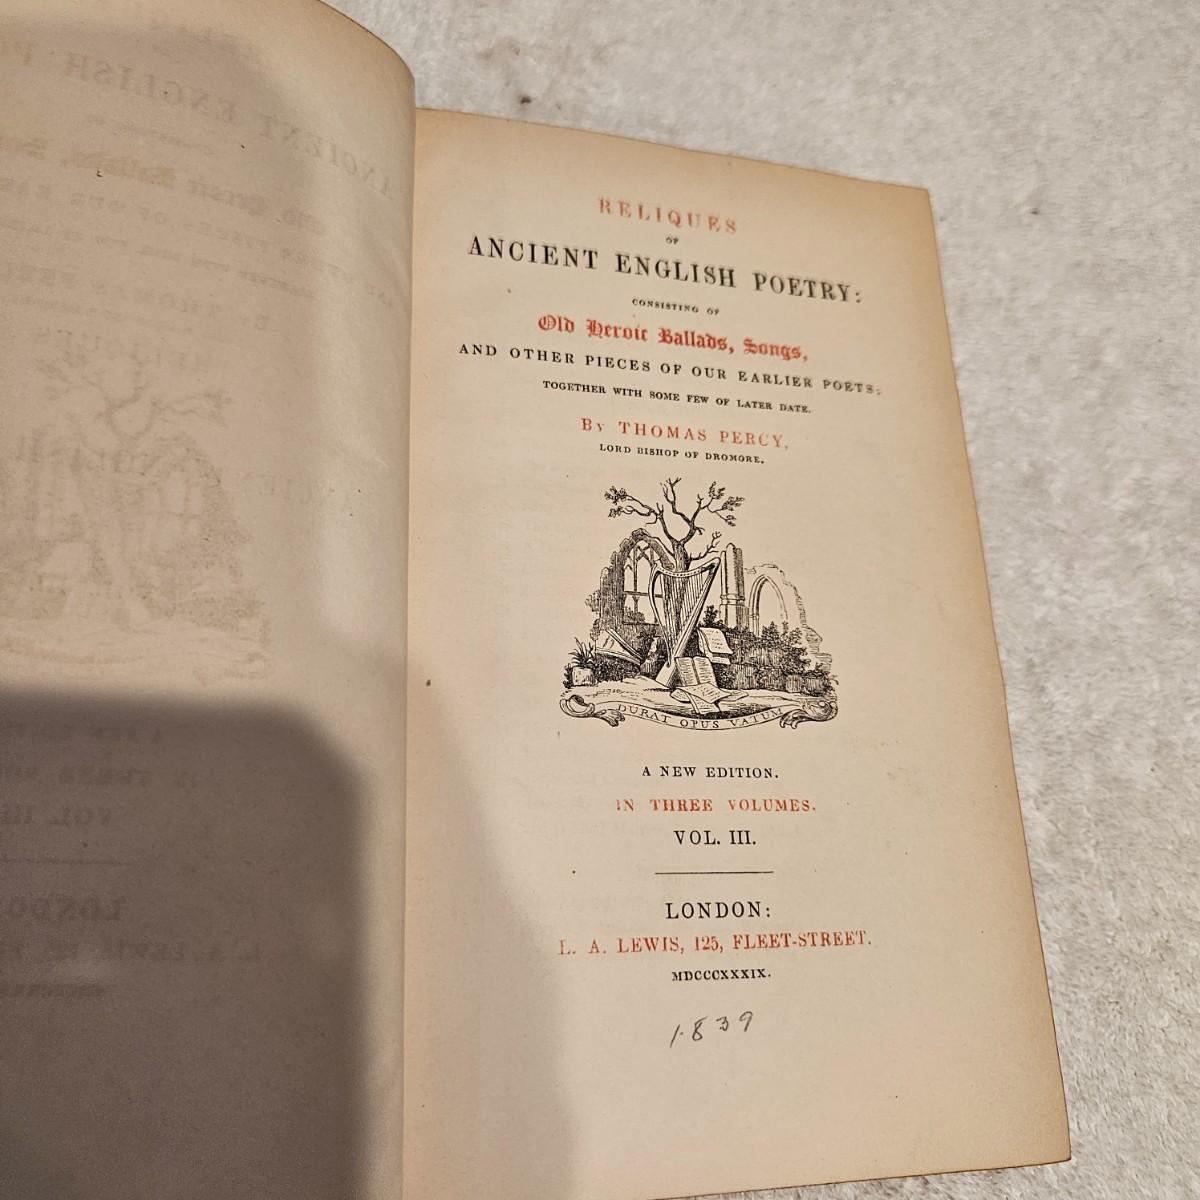 RELIQUES
OF
ANCIENT ENGLISH POETRY:
CONSISTING OF
Old Heroic Ballads, Songs,
AND OTHER PIECES OF OUR EARLIER POETS;
TOGETHER WITH SOME FEW OF LATER DATE.
By THOMAS PERCY,
LORD BISHOP OF DROMORE.
DURAT OPUS VATUM
A NEW EDITION.
IN THREE VOLUMES.
VOL. III.
LONDON:
L. A. LEWIS, 125, FLEET-STREET.
MDCCCXXXIX.
1839